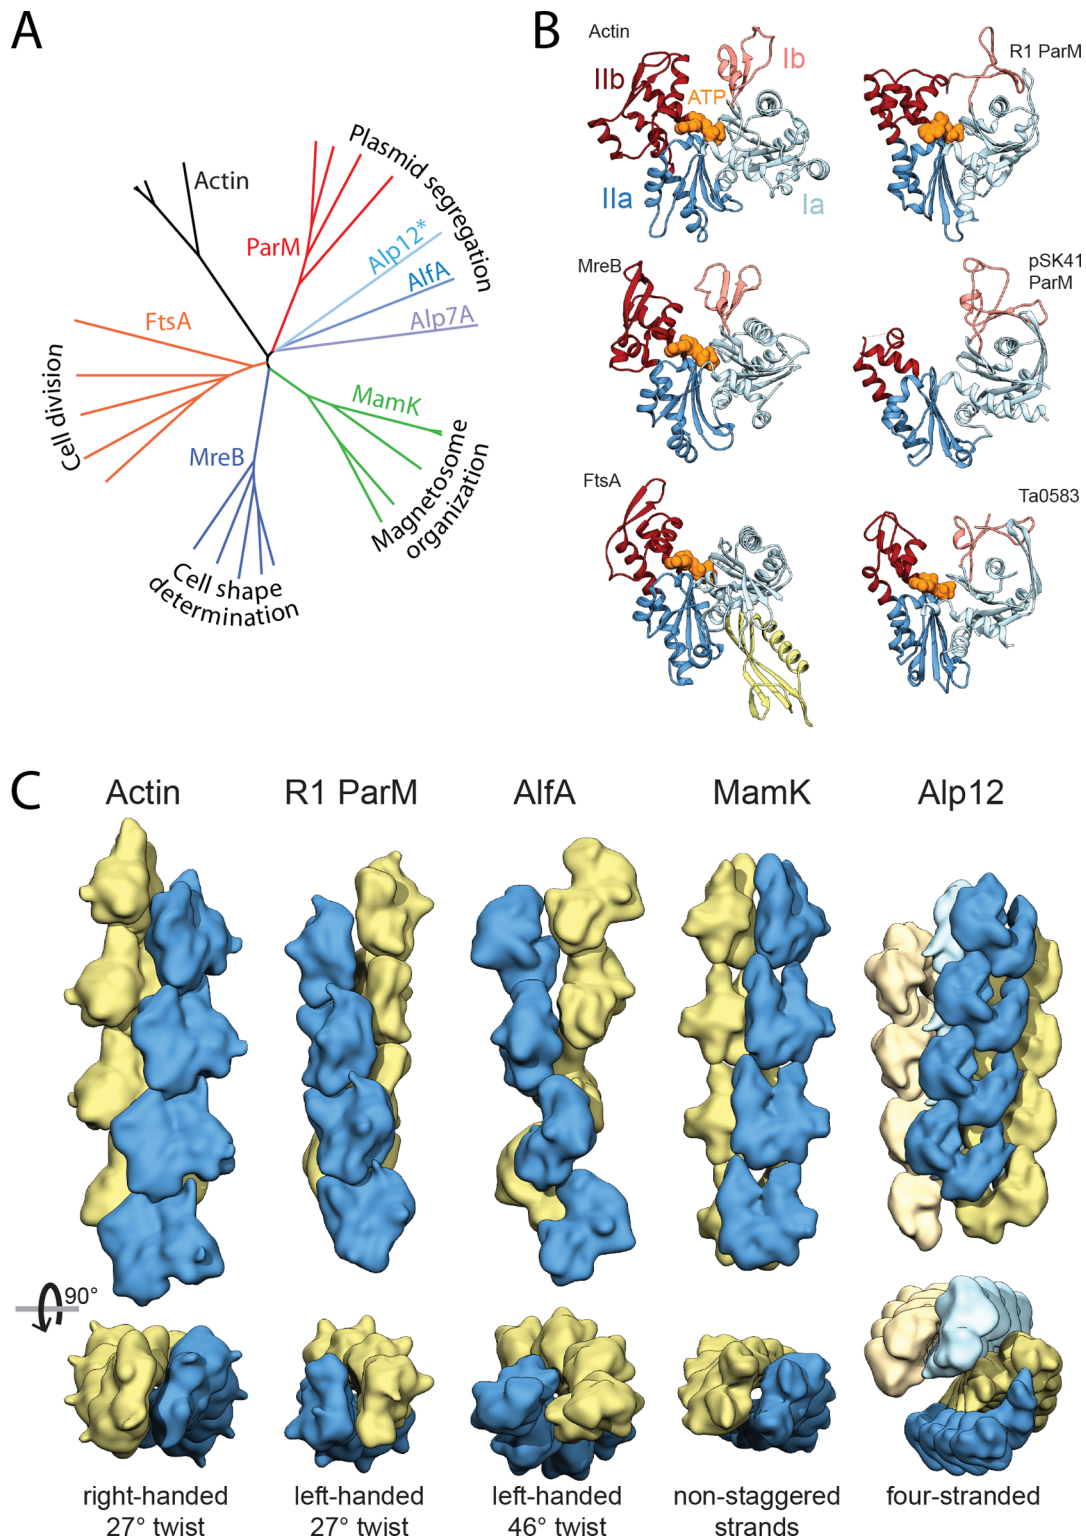 A
Actin
ParM
Plasmid segregation
Alp12*
AlfA
Alp7A
FtsA
Cell division
MamK
Magnetosome
organization
MreB
Cell shape
determination
B
Actin
Ib
IIb
ATP
IIa
Ia
R1 ParM
MreB
pSK41
ParM
FtsA
Ta0583
C
Actin
R1 ParM
AlfA
MamK
Alp12
90°
right-handed
27° twist
left-handed
27° twist
left-handed
46° twist
non-staggered
strands
four-stranded